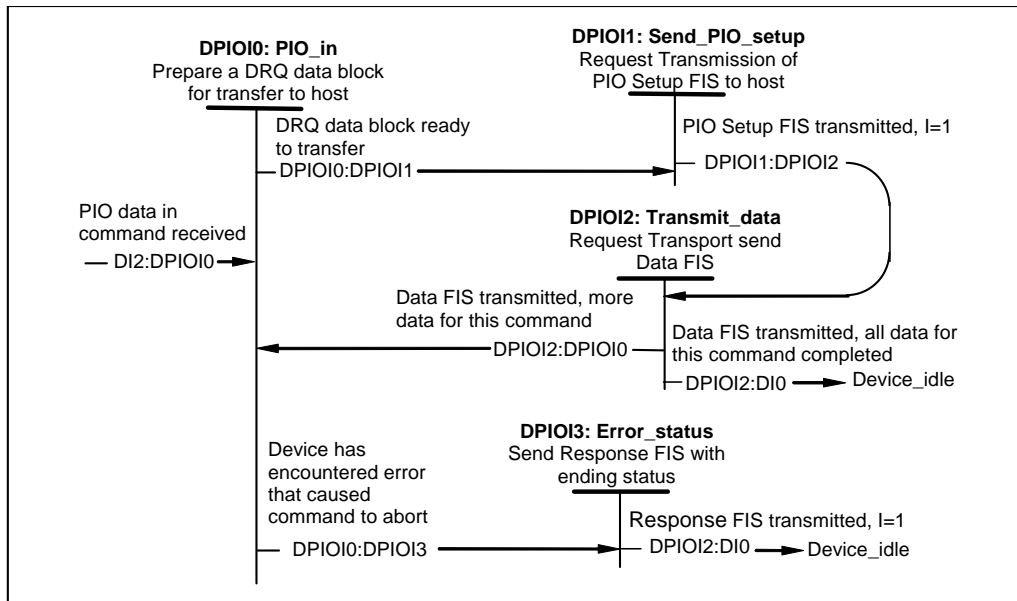 DPIOI0: PIO_in
Prepare a DRQ data block
for transfer to host
DPIOI1: Send_PIO_setup
Request Transmission of
PIO Setup FIS to host
DRQ data block ready
to transfer
DPIOI0:DPIOI1
PIO Setup FIS transmitted, I=1
DPIOI1:DPIOI2
PIO data in
command received
DI2:DPIOI0
DPIOI2: Transmit_data
Request Transport send
Data FIS
Data FIS transmitted, more
data for this command
DPIOI2:DPIOI0
Data FIS transmitted, all data for
this command completed
DPIOI2:DI0
Device_idle
Device has
encountered error
that caused
command to abort
DPIOI0:DPIOI3
DPIOI3: Error_status
Send Response FIS with
ending status
Response FIS transmitted, I=1
DPIOI2:DI0
Device_idle